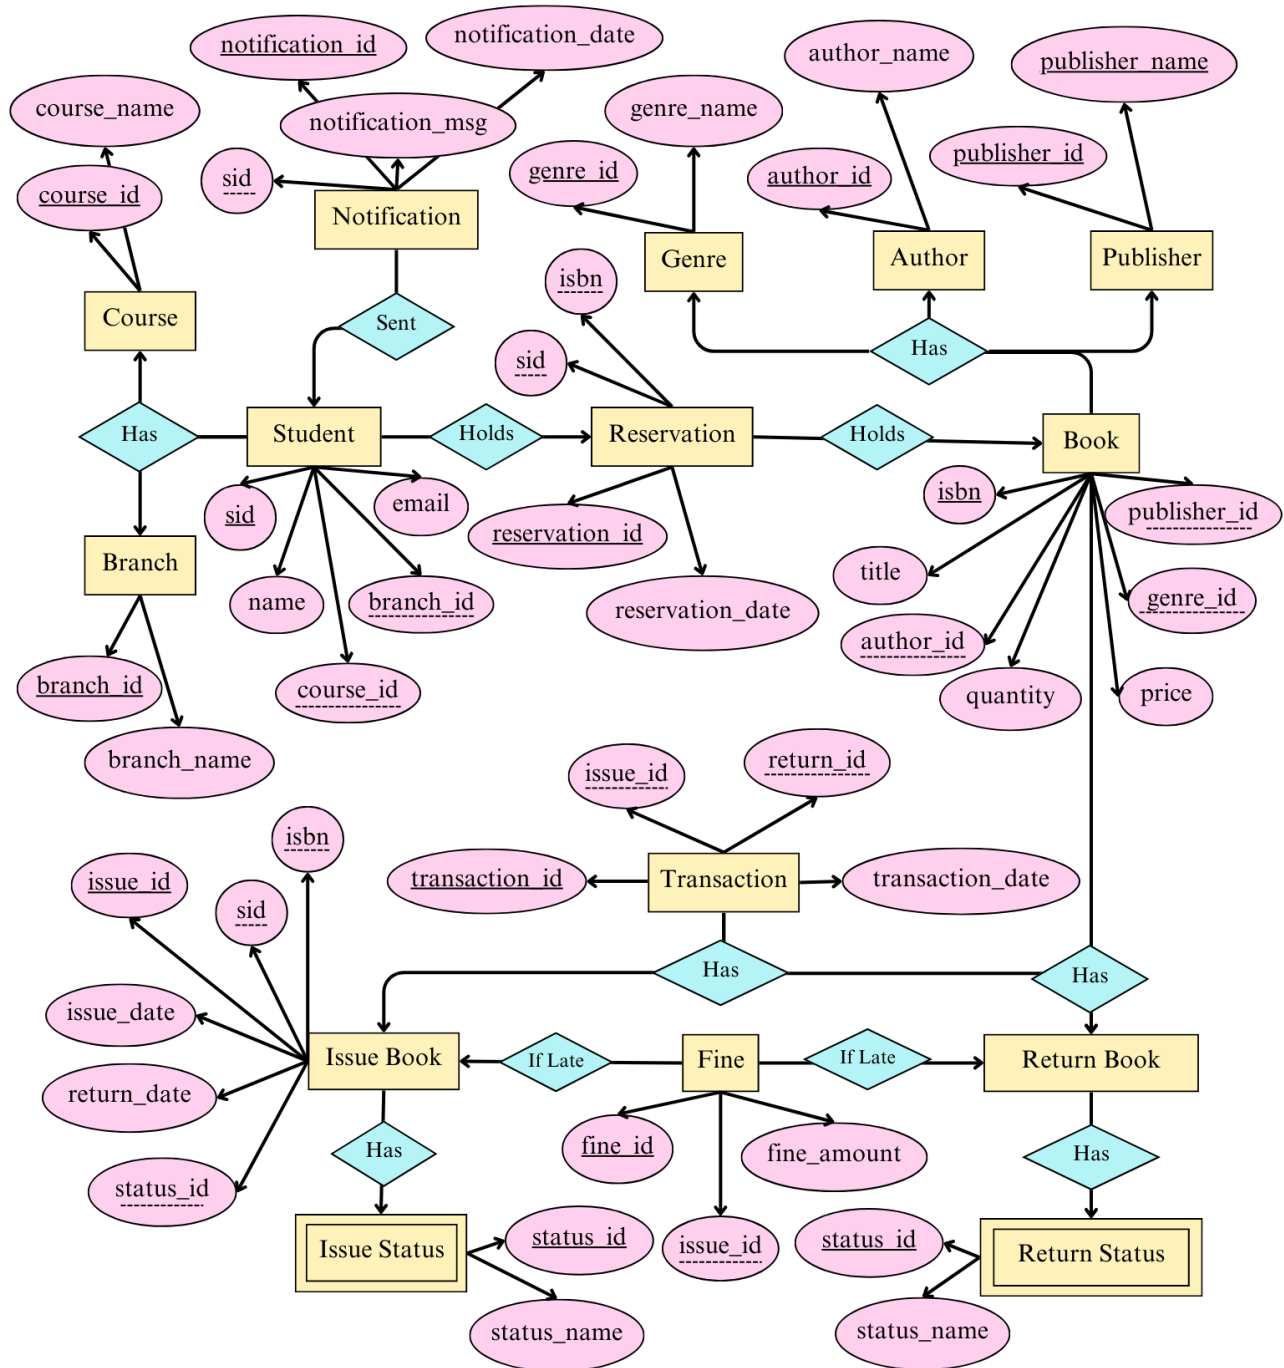 notification_id
notification_date
author_name
publisher_name
course_name
notification_msg
genre_name
publisher_id
sid
genre_id
author_id
course_id
Notification
Genre
Author
Publisher
isbn
Course
Sent
Has
sid
Has
Student
Holds
Reservation
Holds
Book
sid
email
reservation_id
isbn
publisher_id
Branch
name
branch_id
reservation_date
title
genre_id
author_id
branch_id
course_id
quantity
price
branch_name
issue_id
return_id
isbn
issue_id
sid
transaction_id
Transaction
transaction_date
Has
Has
issue_date
Issue Book
If Late
Fine
If Late
Return Book
return_date
Has
fine_id
fine_amount
Has
status_id
Issue Status
status_id
issue_id
status_id
Return Status
status_name
status_name